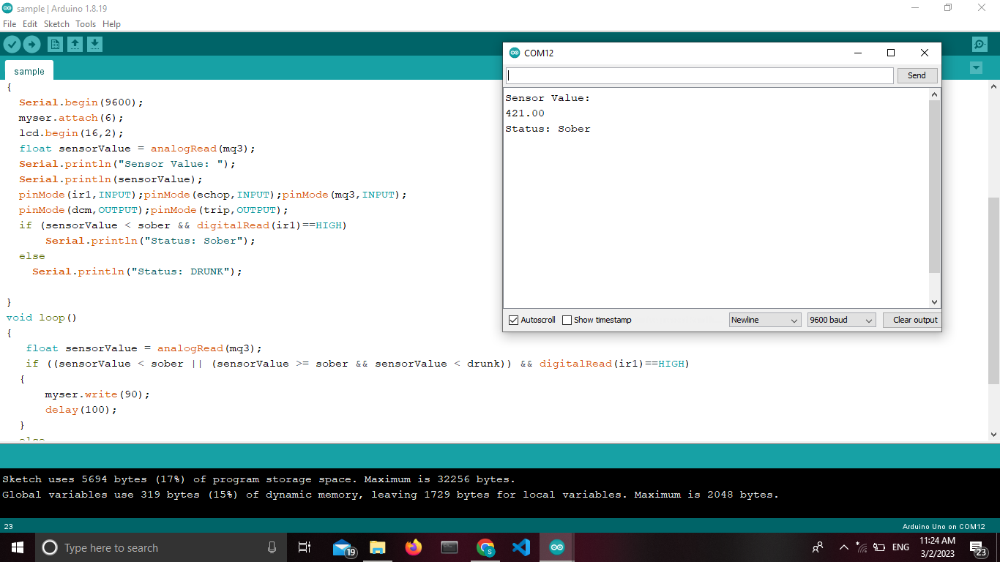 sample | Arduino 1.8.19
File Edit Sketch Tools Help
sample
{
Serial.begin(9600);
myser.attach(6);
lcd.begin(16,2);
float sensorValue = analogRead(mq3);
Serial.println("Sensor Value: ");
Serial.println(sensorValue);
pinMode(ir1,INPUT);pinMode(echop,INPUT);pinMode(mq3,INPUT);
pinMode(dcm,OUTPUT);pinMode(trip,OUTPUT);
if (sensorValue < sober && digitalRead(ir1)==HIGH)
Serial.println("Status: Sober");
else
Serial.println("Status: DRUNK");
}
void loop()
{
float sensorValue = analogRead(mq3);
if ((sensorValue < sober || (sensorValue >= sober && sensorValue < drunk)) && digitalRead(ir1)==HIGH)
{
myser.write(90);
delay(100);
}
else
COM12
Send
Sensor Value:
421.00
Status: Sober
Autoscroll Show timestamp Newline 9600 baud Clear output
Sketch uses 5694 bytes (17%) of program storage space. Maximum is 32256 bytes.
Global variables use 319 bytes (15%) of dynamic memory, leaving 1729 bytes for local variables. Maximum is 2048 bytes.
23 Arduino Uno on COM12
Type here to search 19 S ENG 11:24 AM
3/2/2023 23